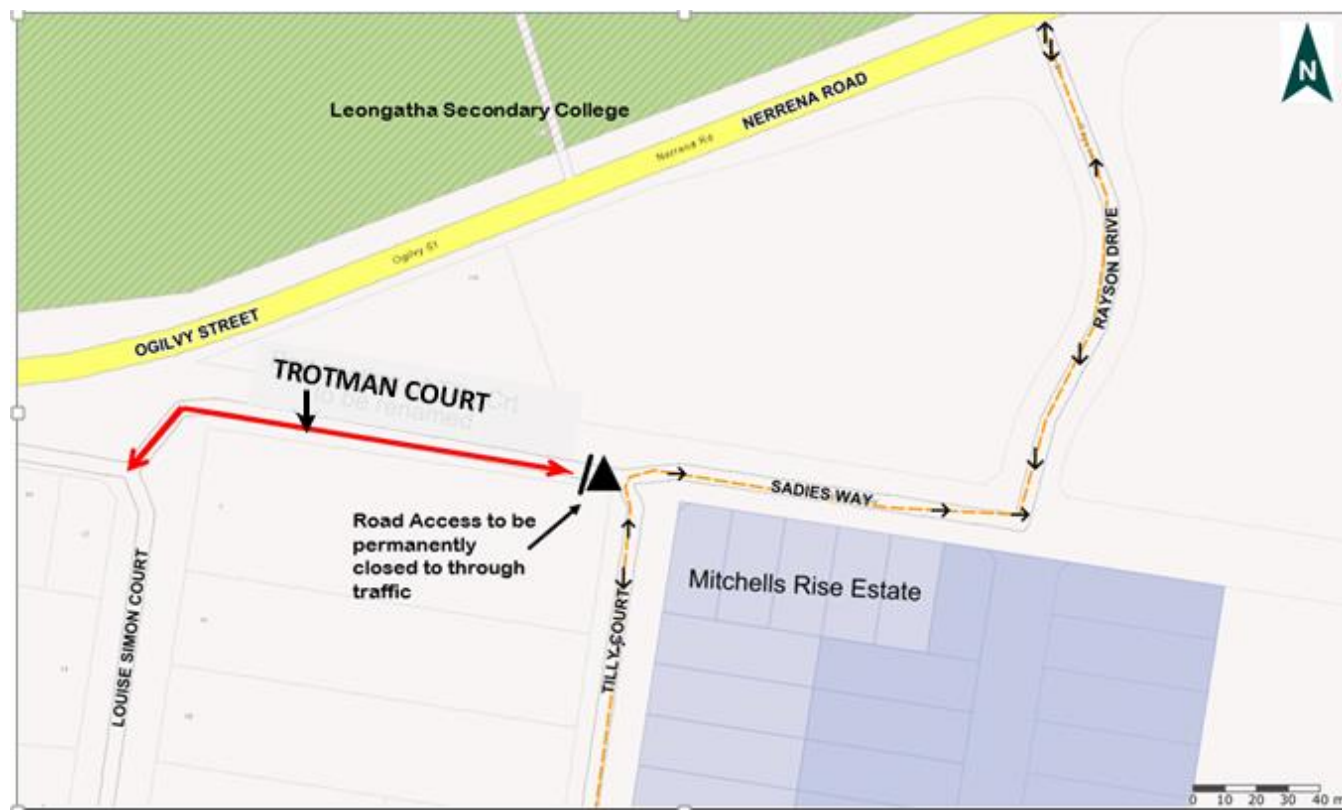 N
Leongatha Secondary College
NERRENA ROAD
Nerrena Rd
Ogilvy St
OGILVY STREET
RAYSON DRIVE
TROTMAN COURT
to be renamed
SADIES WAY
Road Access to be
permanently
closed to through
traffic
Mitchells Rise Estate
TILLY COURT
LOUISE SIMON COURT
0 10 20 30 40 m